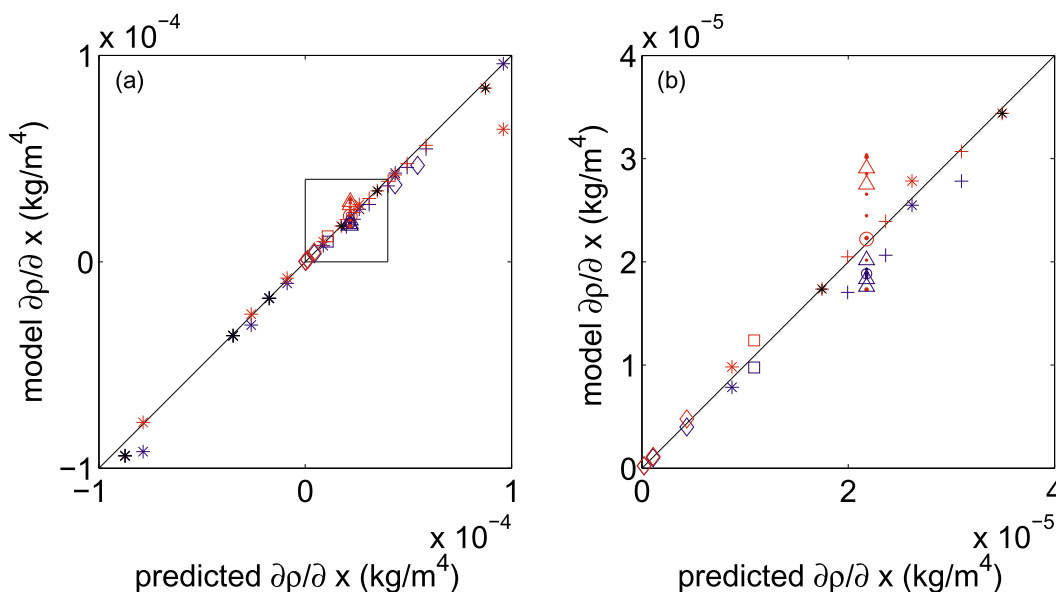 x 10⁻⁴
1
(a)
model ∂ρ/∂ x (kg/m⁴)
0
−1
−1 0 1
x 10⁻⁴
predicted ∂ρ/∂ x (kg/m⁴)
x 10⁻⁵
4
(b)
3
model ∂ρ/∂ x (kg/m⁴)
2
1
0
0 2 4
x 10⁻⁵
predicted ∂ρ/∂ x (kg/m⁴)